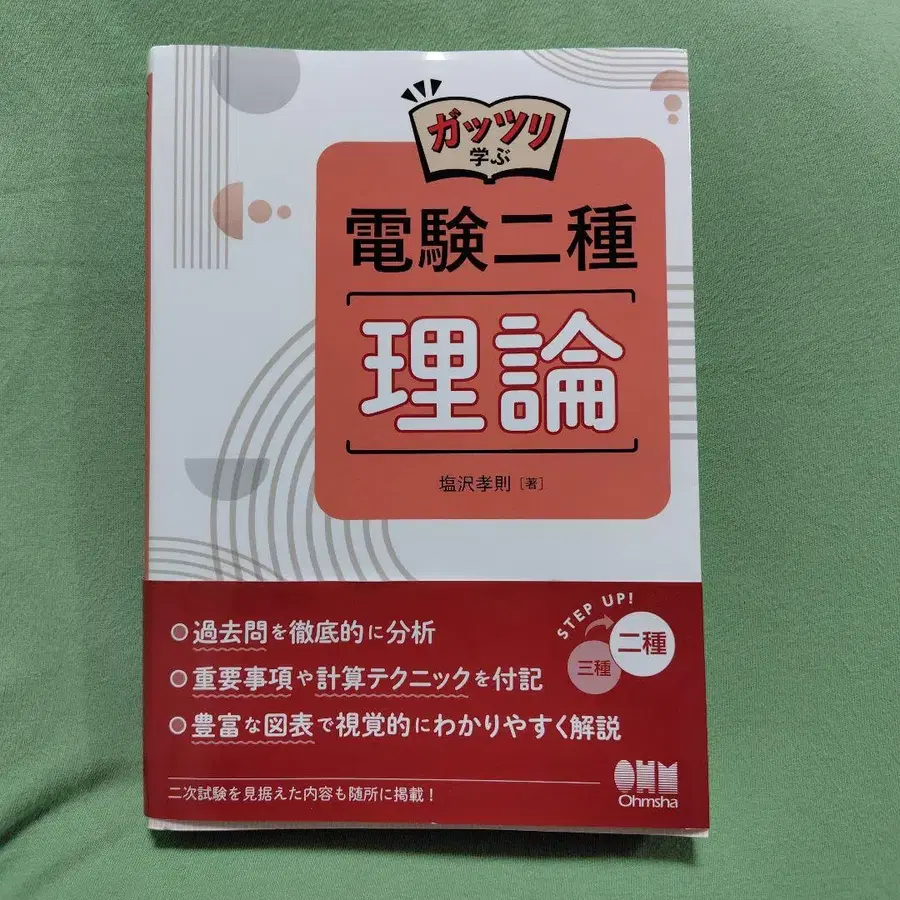 ガッツリ
学ぶ
電験二種
理論
塩沢孝則[著]
STEP UP!
三種
二種
○過去問を徹底的に分析
○重要事項や計算テクニックを付記
○豊富な図表で視覚的にわかりやすく解説
二次試験を見据えた内容も随所に掲載！
OHM
Ohmsha